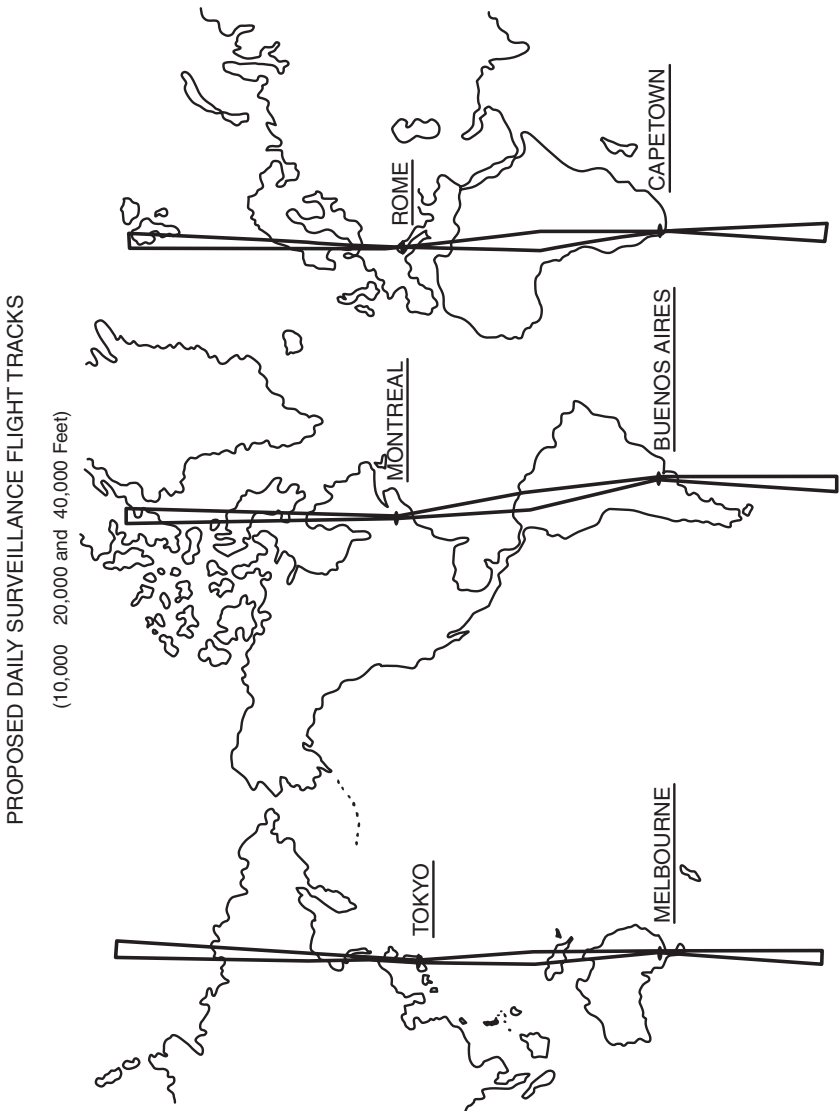 PROPOSED DAILY SURVEILLANCE FLIGHT TRACKS
(10,000 20,000 and 40,000 Feet)
TOKYO
MELBOURNE
MONTREAL
BUENOS AIRES
ROME
CAPETOWN